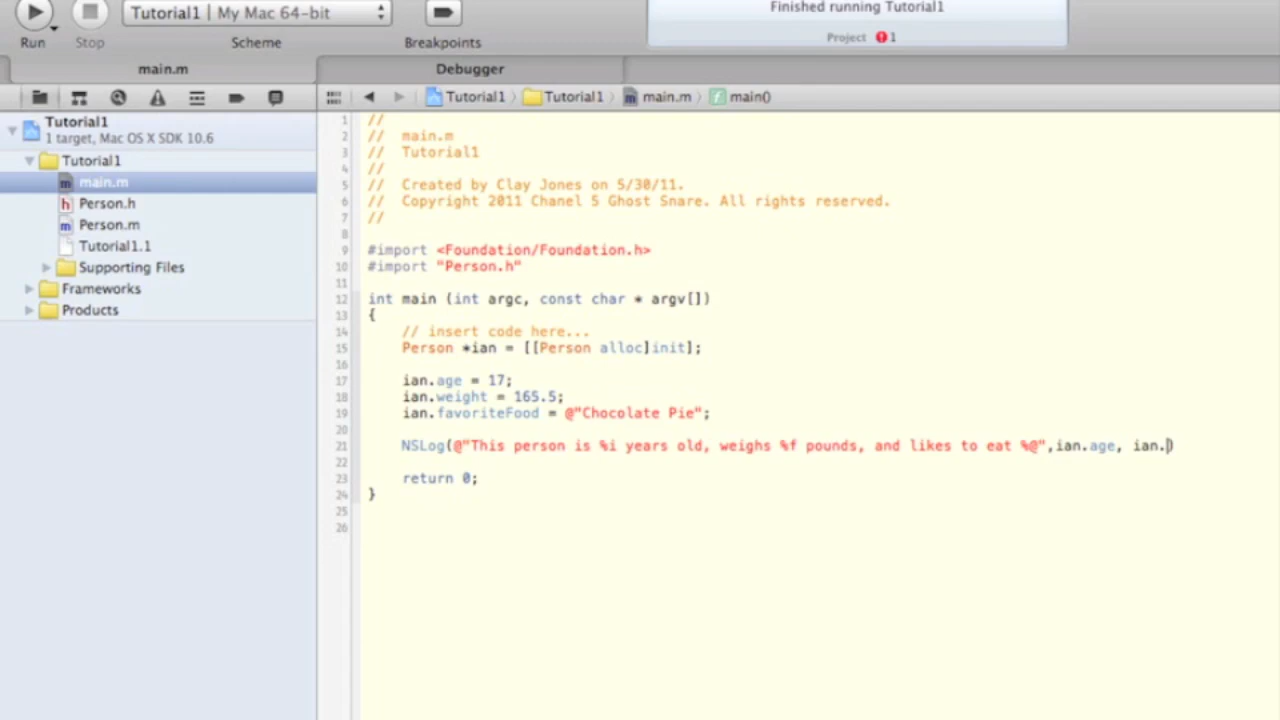 Tutorial1 | My Mac 64-bit
Finished running Tutorial1
Run Stop Scheme Breakpoints Project 1
main.m Debugger
Tutorial1 Tutorial1 main.m main()
Tutorial1
1 target, Mac OS X SDK 10.6
Tutorial1
main.m
Person.h
Person.m
Tutorial1.1
Supporting Files
Frameworks
Products
1 //
2 // main.m
3 // Tutorial1
4 //
5 // Created by Clay Jones on 5/30/11.
6 // Copyright 2011 Chanel 5 Ghost Snare. All rights reserved.
7 //
8
9 #import <Foundation/Foundation.h>
10 #import "Person.h"
11
12 int main (int argc, const char * argv[])
13 {
14 // insert code here...
15 Person *ian = [[Person alloc]init];
16
17 ian.age = 17;
18 ian.weight = 165.5;
19 ian.favoriteFood = @"Chocolate Pie";
20
21 NSLog(@"This person is %i years old, weighs %f pounds, and likes to eat %@",ian.age, ian.)
22
23 return 0;
24 }
25
26